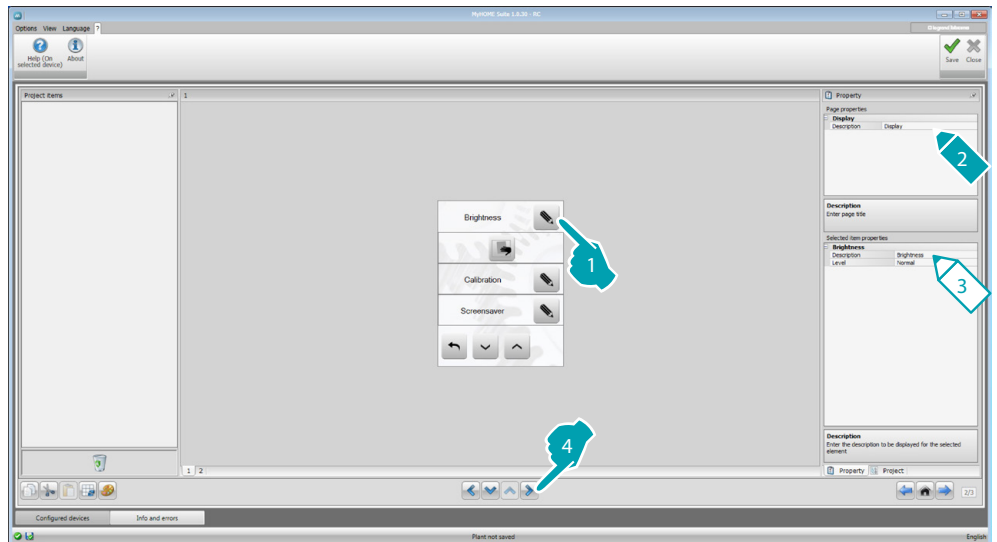 MyHOME Suite 1.0.30 - RC
Options View Language ?
Help (On selected device)
About
Save Close
Project items
1
Property
Page properties
Display
Description Display
2
Description
Enter page title
Selected item properties
Brightness
Description Brightness
Level Normal
3
Brightness
1
Calibration
Screensaver
4
Description
Enter the description to be displayed for the selected
element
1 2
Property Project
2/3
Configured devices Info and errors
Plant not saved
English